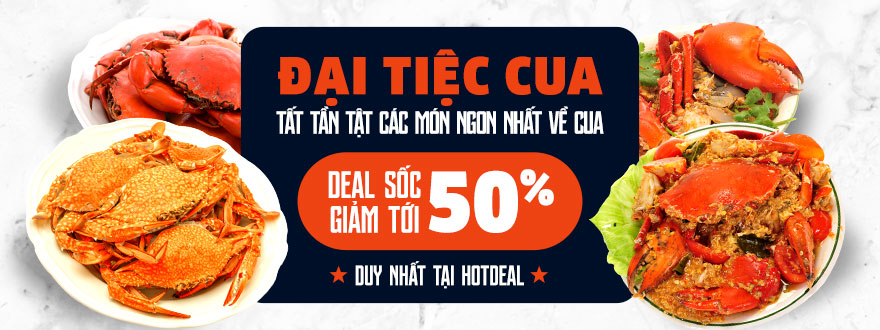 ĐẠI TIỆC CUA
TẤT TẦN TẬT CÁC MÓN NGON NHẤT VỀ CUA
DEAL SỐC
GIẢM TỚI
50%
★ DUY NHẤT TẠI HOTDEAL ★